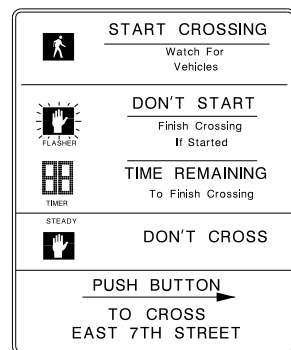 START CROSSING
Watch For
Vehicles
DON'T START
Finish Crossing
If Started
FLASHER
TIME REMAINING
To Finish Crossing
TIMER
STEADY
DON'T CROSS
PUSH BUTTON
TO CROSS
EAST 7TH STREET